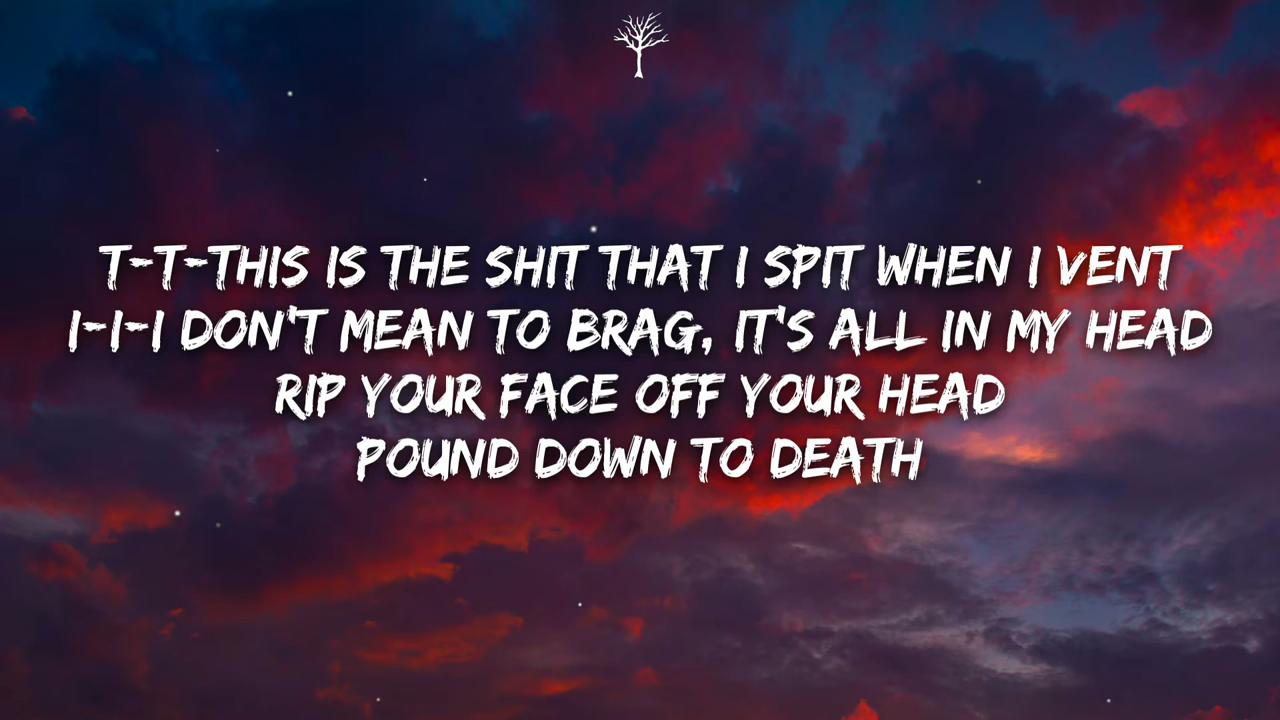 T-T-THIS IS THE SHIT THAT I SPIT WHEN I VENT
I-I-I DON'T MEAN TO BRAG, IT'S ALL IN MY HEAD
RIP YOUR FACE OFF YOUR HEAD
POUND DOWN TO DEATH